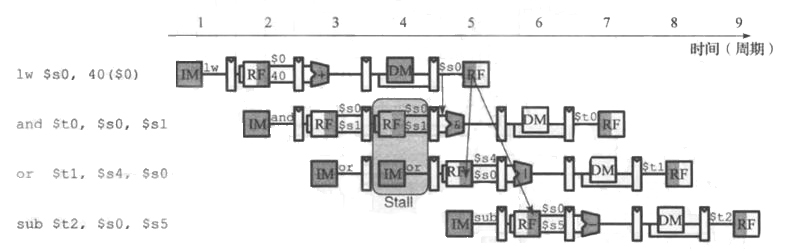 1 2 3 4 5 6 7 8 9
时间（周期）
lw $s0, 40($0) IM lw RF $0 40 + DM $s0 RF
and $t0, $s0, $s1 IM and RF $s0 $s1 RF $s0 $s1 & DM $t0 RF
or $t1, $s4, $s0 IM or IM or RF $s4 $s0 | DM $t1 RF
Stall
sub $t2, $s0, $s5 IM sub RF $s0 $s5 - DM $t2 RF